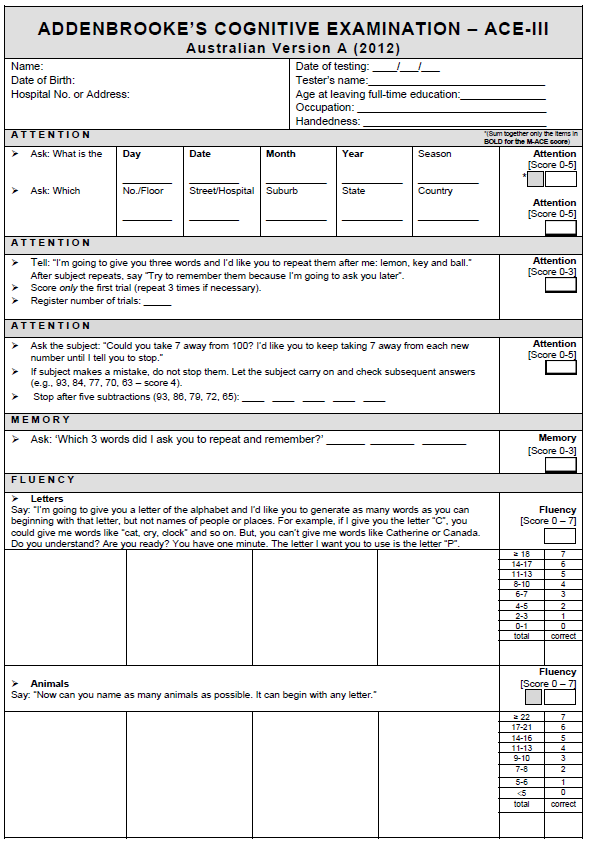 ADDENBROOKE'S COGNITIVE EXAMINATION – ACE-III
Australian Version A (2012)
Name:
Date of Birth:
Hospital No. or Address:
Date of testing: ____/___/___
Tester's name:____________________________
Age at leaving full-time education:______________
Occupation: ______________________________
Handedness: _____________________________
ATTENTION
*(Sum together only the items in
BOLD for the M-ACE score)
➢ Ask: What is the
Day
Date
Month
Year
Season
Attention
[Score 0-5]
*
➢ Ask: Which
No./Floor
Street/Hospital
Suburb
State
Country
Attention
[Score 0-5]
ATTENTION
➢ Tell: "I'm going to give you three words and I'd like you to repeat them after me: lemon, key and ball."
After subject repeats, say "Try to remember them because I'm going to ask you later".
➢ Score only the first trial (repeat 3 times if necessary).
➢ Register number of trials: _____
Attention
[Score 0-3]
ATTENTION
➢ Ask the subject: "Could you take 7 away from 100? I'd like you to keep taking 7 away from each new
number until I tell you to stop."
➢ If subject makes a mistake, do not stop them. Let the subject carry on and check subsequent answers
(e.g., 93, 84, 77, 70, 63 – score 4).
➢ Stop after five subtractions (93, 86, 79, 72, 65): ____ ____ ____ ____ ____
Attention
[Score 0-5]
MEMORY
➢ Ask: 'Which 3 words did I ask you to repeat and remember?' _______ ________ ________
Memory
[Score 0-3]
FLUENCY
➢ Letters
Say: "I'm going to give you a letter of the alphabet and I'd like you to generate as many words as you can
beginning with that letter, but not names of people or places. For example, if I give you the letter "C", you
could give me words like "cat, cry, clock" and so on. But, you can't give me words like Catherine or Canada.
Do you understand? Are you ready? You have one minute. The letter I want you to use is the letter "P".
Fluency
[Score 0 – 7]
≥ 18 7
14-17 6
11-13 5
8-10 4
6-7 3
4-5 2
2-3 1
0-1 0
total correct
➢ Animals
Say: "Now can you name as many animals as possible. It can begin with any letter."
Fluency
[Score 0 – 7]
≥ 22 7
17-21 6
14-16 5
11-13 4
9-10 3
7-8 2
5-6 1
<5 0
total correct